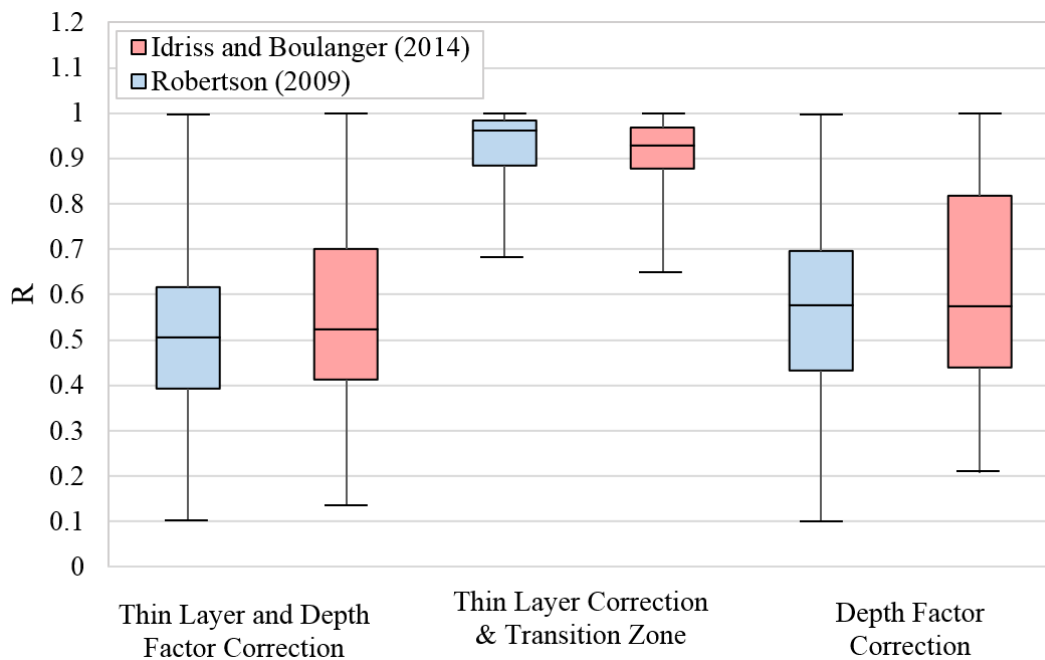 1.2
1.1
1
0.9
0.8
0.7
0.6
0.5
0.4
0.3
0.2
0.1
0
R
Idriss and Boulanger (2014)
Robertson (2009)
Thin Layer and Depth
Factor Correction
Thin Layer Correction
& Transition Zone
Depth Factor
Correction